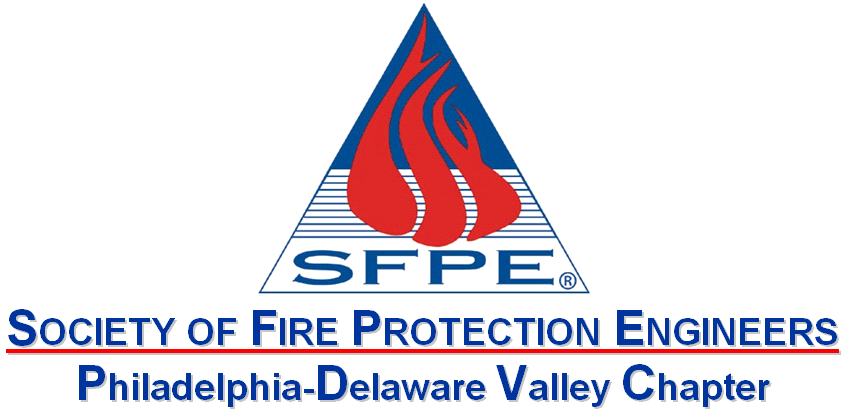 SFPE®
SOCIETY OF FIRE PROTECTION ENGINEERS
Philadelphia-Delaware Valley Chapter